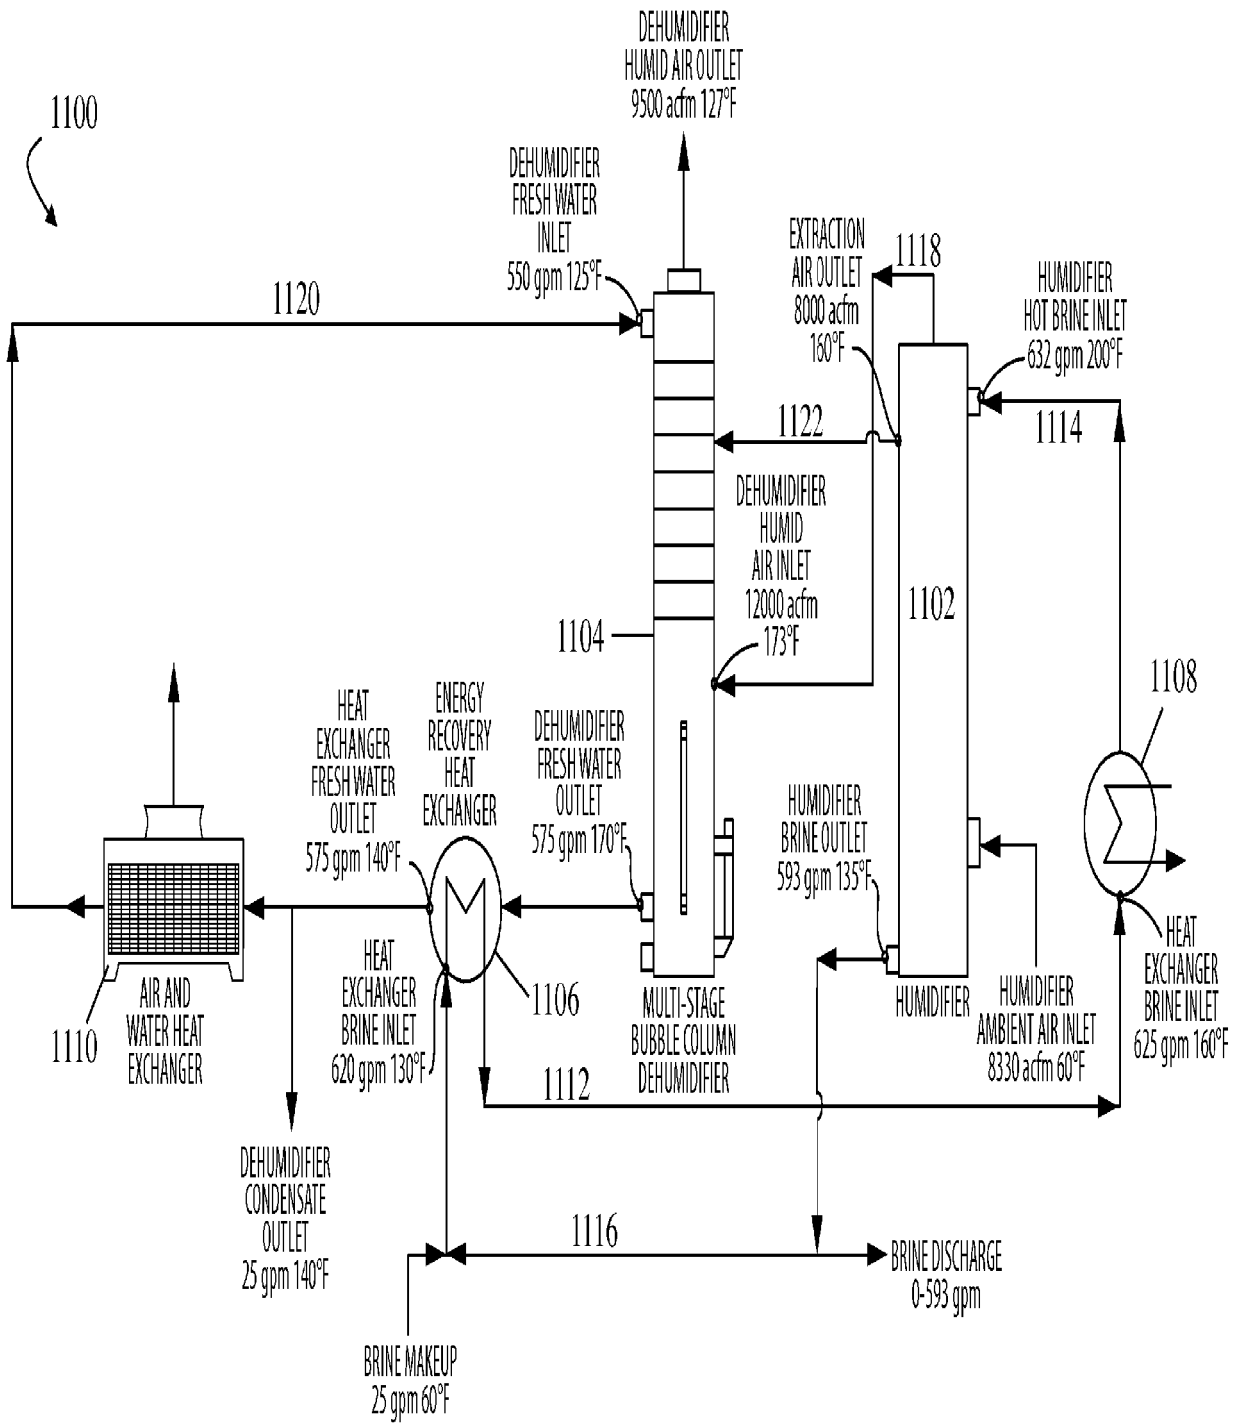 DEHUMIDIFIER
HUMID AIR OUTLET
9500 acfm 127°F
1100
DEHUMIDIFIER
FRESH WATER
INLET
550 gpm 125°F
EXTRACTION
AIR OUTLET
8000 acfm
160°F
1118
HUMIDIFIER
HOT BRINE INLET
632 gpm 200°F
1120
1122
1114
DEHUMIDIFIER
HUMID
AIR INLET
12000 acfm
173°F
1102
1104
1108
HEAT
EXCHANGER
FRESH WATER
OUTLET
575 gpm 140°F
ENERGY
RECOVERY
HEAT
EXCHANGER
DEHUMIDIFIER
FRESH WATER
OUTLET
575 gpm 170°F
HUMIDIFIER
BRINE OUTLET
593 gpm 135°F
HEAT
EXCHANGER
BRINE INLET
620 gpm 130°F
1106
MULTI-STAGE
BUBBLE COLUMN
DEHUMIDIFIER
HUMIDIFIER
HUMIDIFIER
AMBIENT AIR INLET
8330 acfm 60°F
HEAT
EXCHANGER
BRINE INLET
625 gpm 160°F
1110
AIR AND
WATER HEAT
EXCHANGER
1112
DEHUMIDIFIER
CONDENSATE
OUTLET
25 gpm 140°F
1116
BRINE DISCHARGE
0-593 gpm
BRINE MAKEUP
25 gpm 60°F